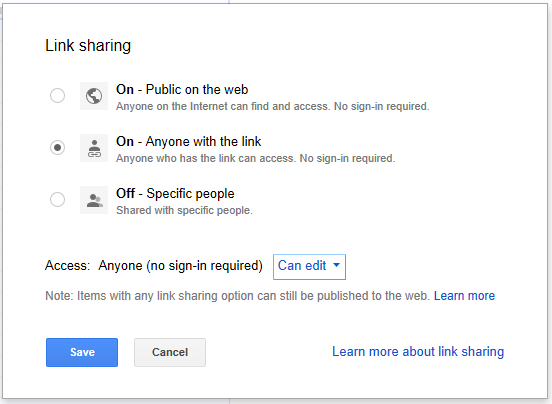 Link sharing
On - Public on the web
Anyone on the Internet can find and access. No sign-in required.
On - Anyone with the link
Anyone who has the link can access. No sign-in required.
Off - Specific people
Shared with specific people.
Access: Anyone (no sign-in required) Can edit
Note: Items with any link sharing option can still be published to the web. Learn more
Save Cancel Learn more about link sharing